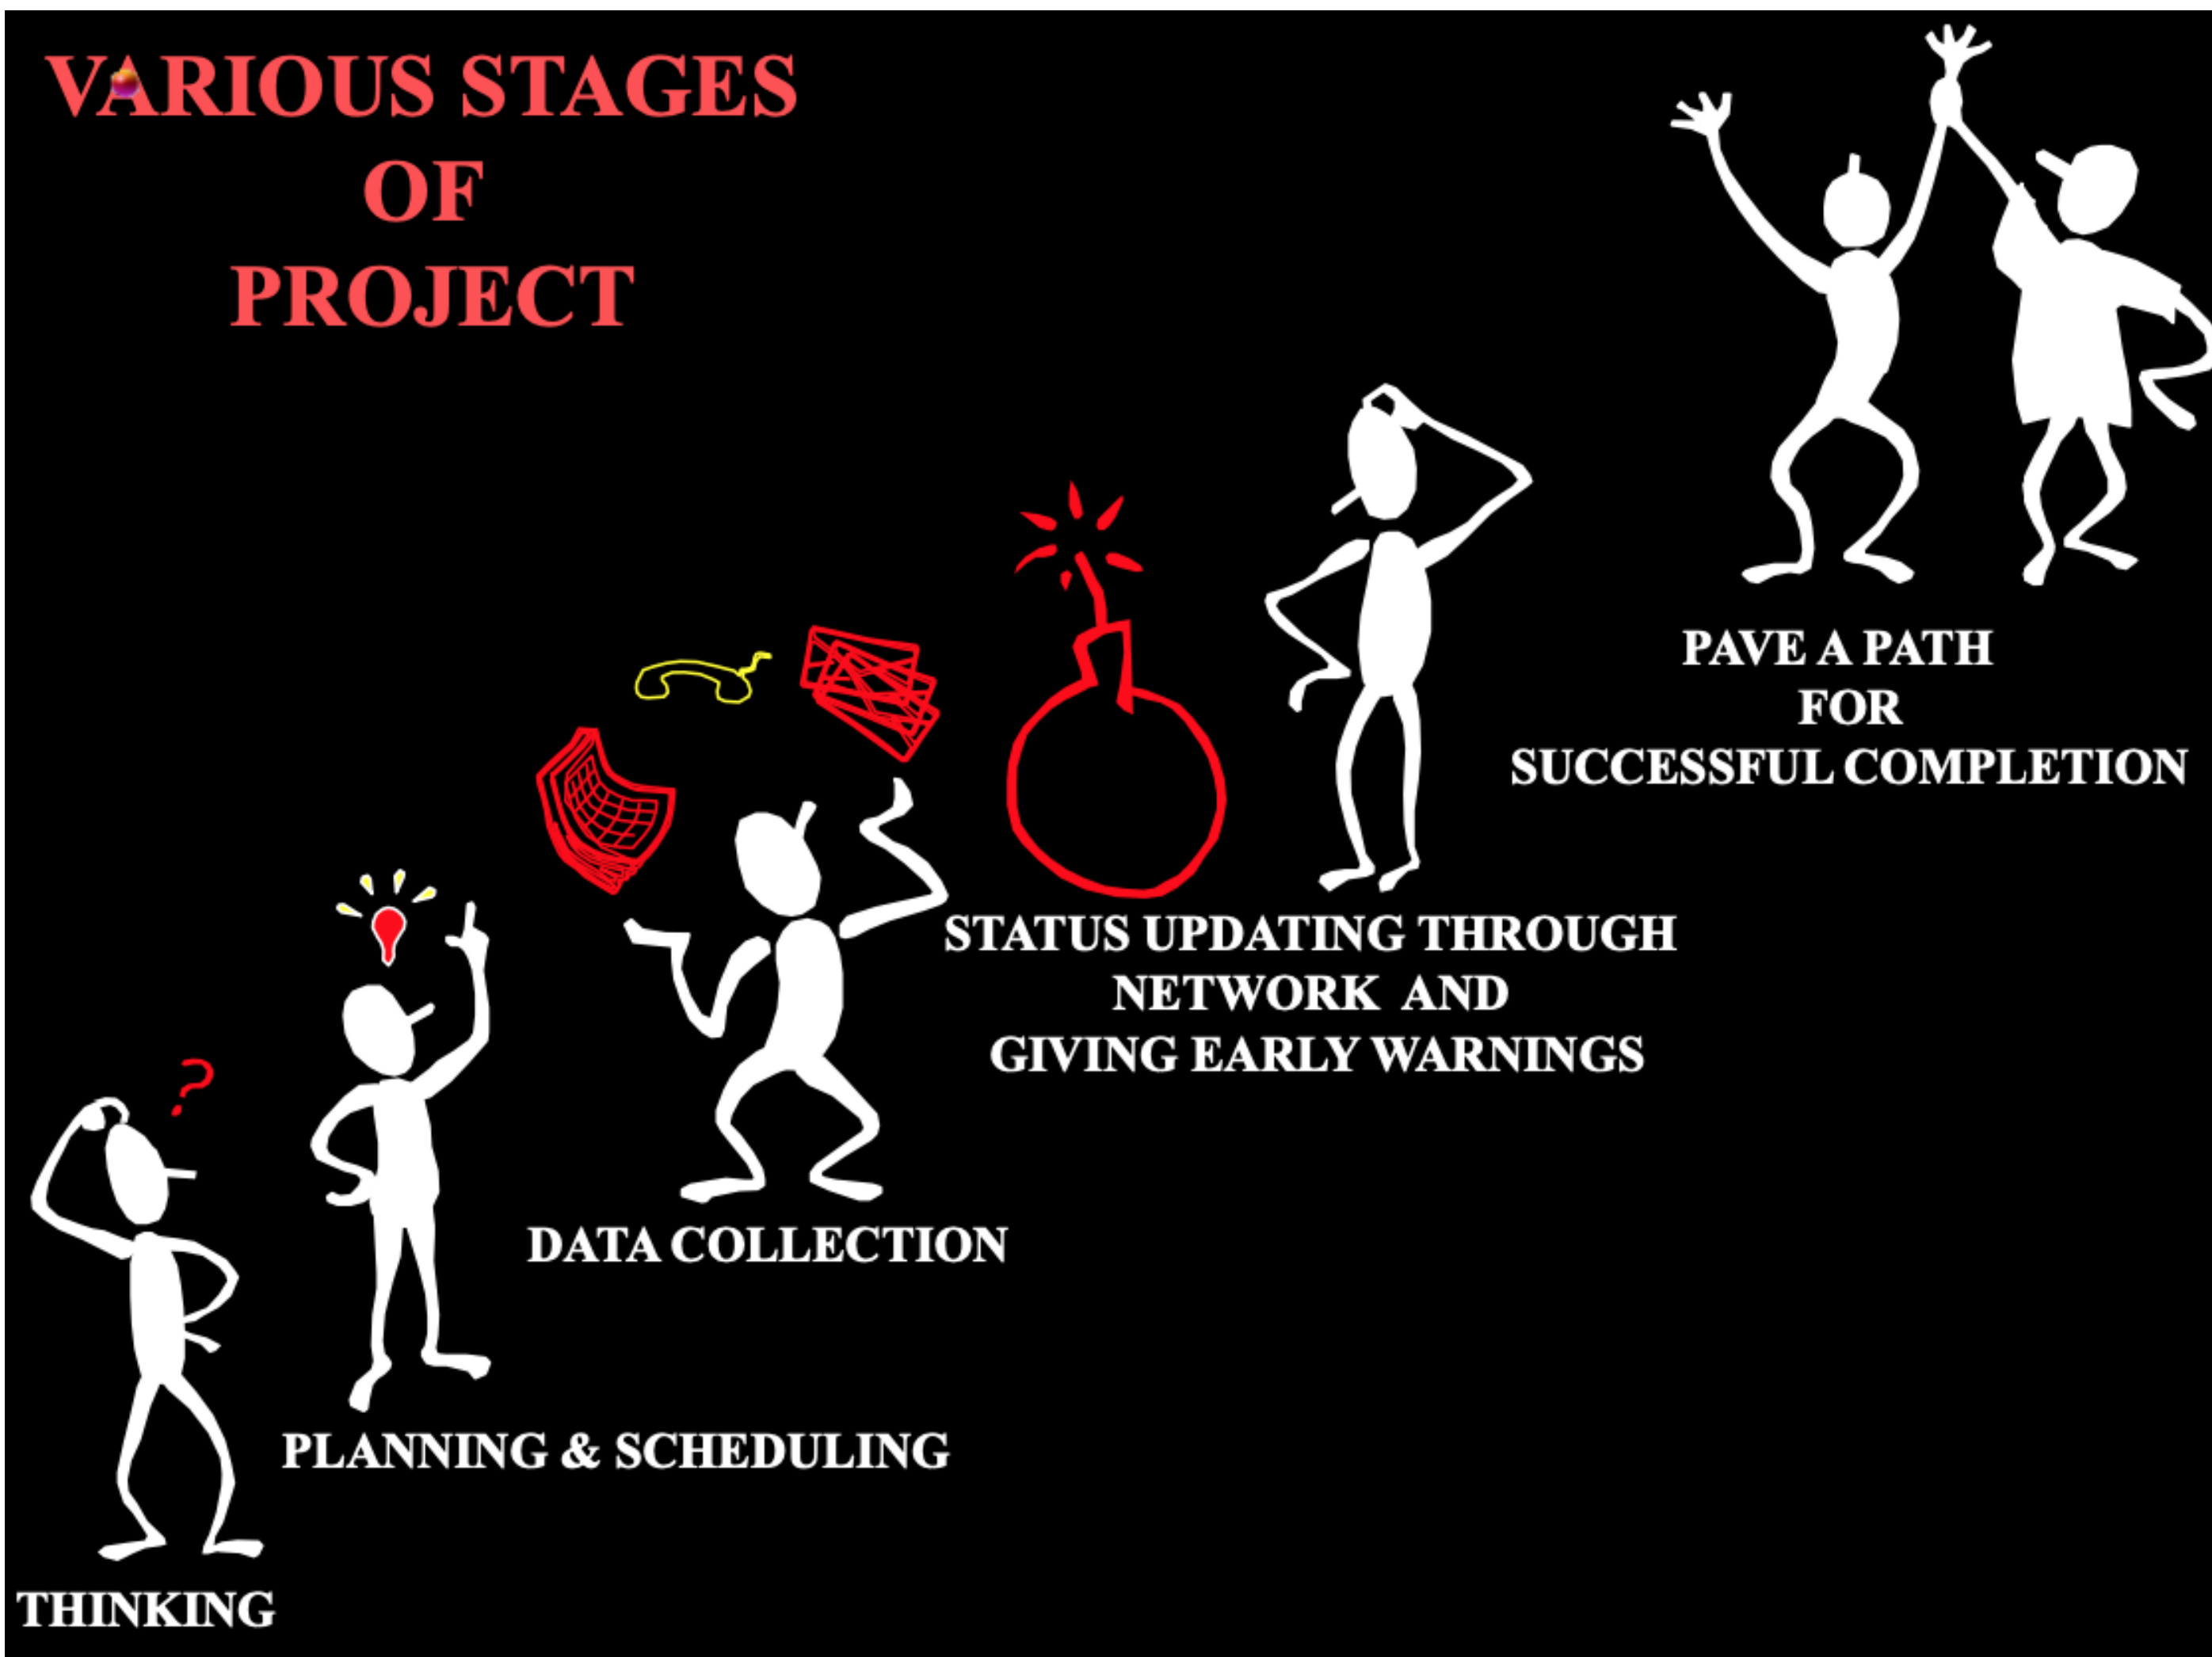 VARIOUS STAGES
OF
PROJECT
PAVE A PATH
FOR
SUCCESSFUL COMPLETION
STATUS UPDATING THROUGH
NETWORK AND
GIVING EARLY WARNINGS
?
DATA COLLECTION
PLANNING & SCHEDULING
THINKING